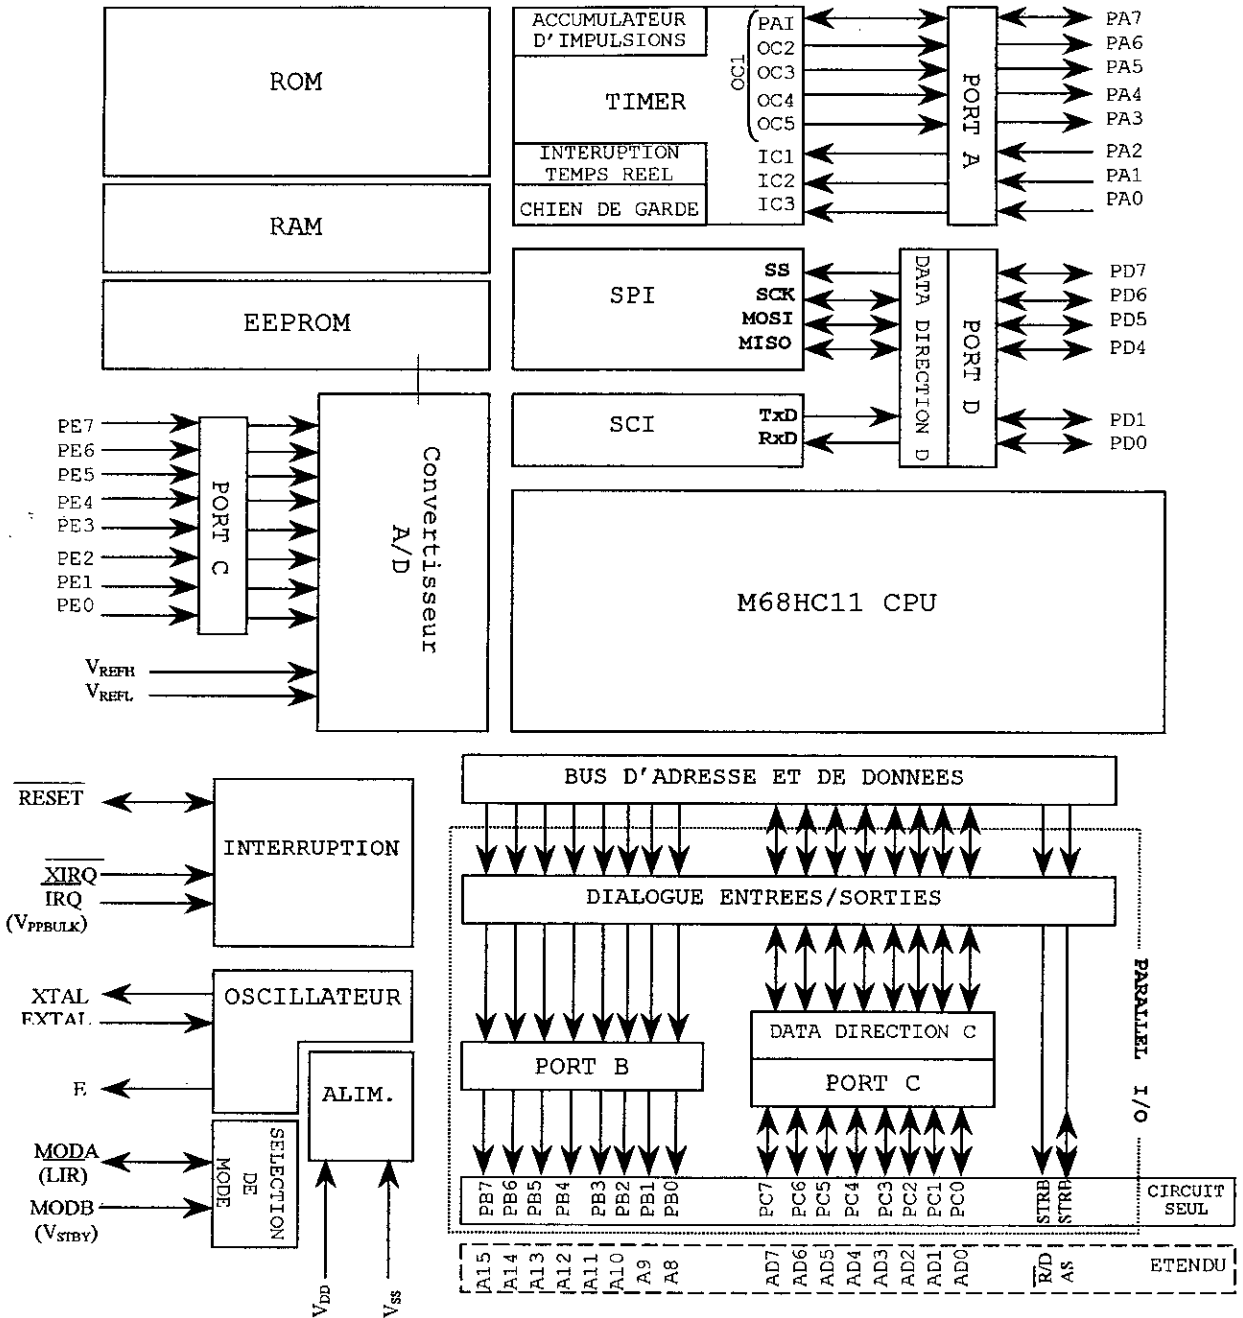 ROM
RAM
EEPROM
ACCUMULATEUR
D'IMPULSIONS
TIMER
INTERUPTION
TEMPS REEL
CHIEN DE GARDE
OC1
PAI
OC2
OC3
OC4
OC5
IC1
IC2
IC3
PORT A
PA7
PA6
PA5
PA4
PA3
PA2
PA1
PA0
SPI
SS
SCK
MOSI
MISO
SCI
TxD
RxD
DATA DIRECTION D
PORT D
PD7
PD6
PD5
PD4
PD1
PD0
PE7
PE6
PE5
PE4
PE3
PE2
PE1
PE0
PORT C
Convertisseur
A/D
VREFH
VREFL
M68HC11 CPU
BUS D'ADRESSE ET DE DONNEES
RESET
XIRQ
IRQ
(VPPBULK)
INTERRUPTION
DIALOGUE ENTREES/SORTIES
XTAL
EXTAL
E
OSCILLATEUR
ALIM.
MODA
(LIR)
MODB
(VSTBY)
SELECTION
DE
MODE
VDD
VSS
PORT B
DATA DIRECTION C
PORT C
PARALLEL I/O
PB7
PB6
PB5
PB4
PB3
PB2
PB1
PB0
PC7
PC6
PC5
PC4
PC3
PC2
PC1
PC0
STRB
STRB
CIRCUIT
SEUL
A15
A14
A13
A12
A11
A10
A9
A8
AD7
AD6
AD5
AD4
AD3
AD2
AD1
AD0
R/D
AS
ETENDU